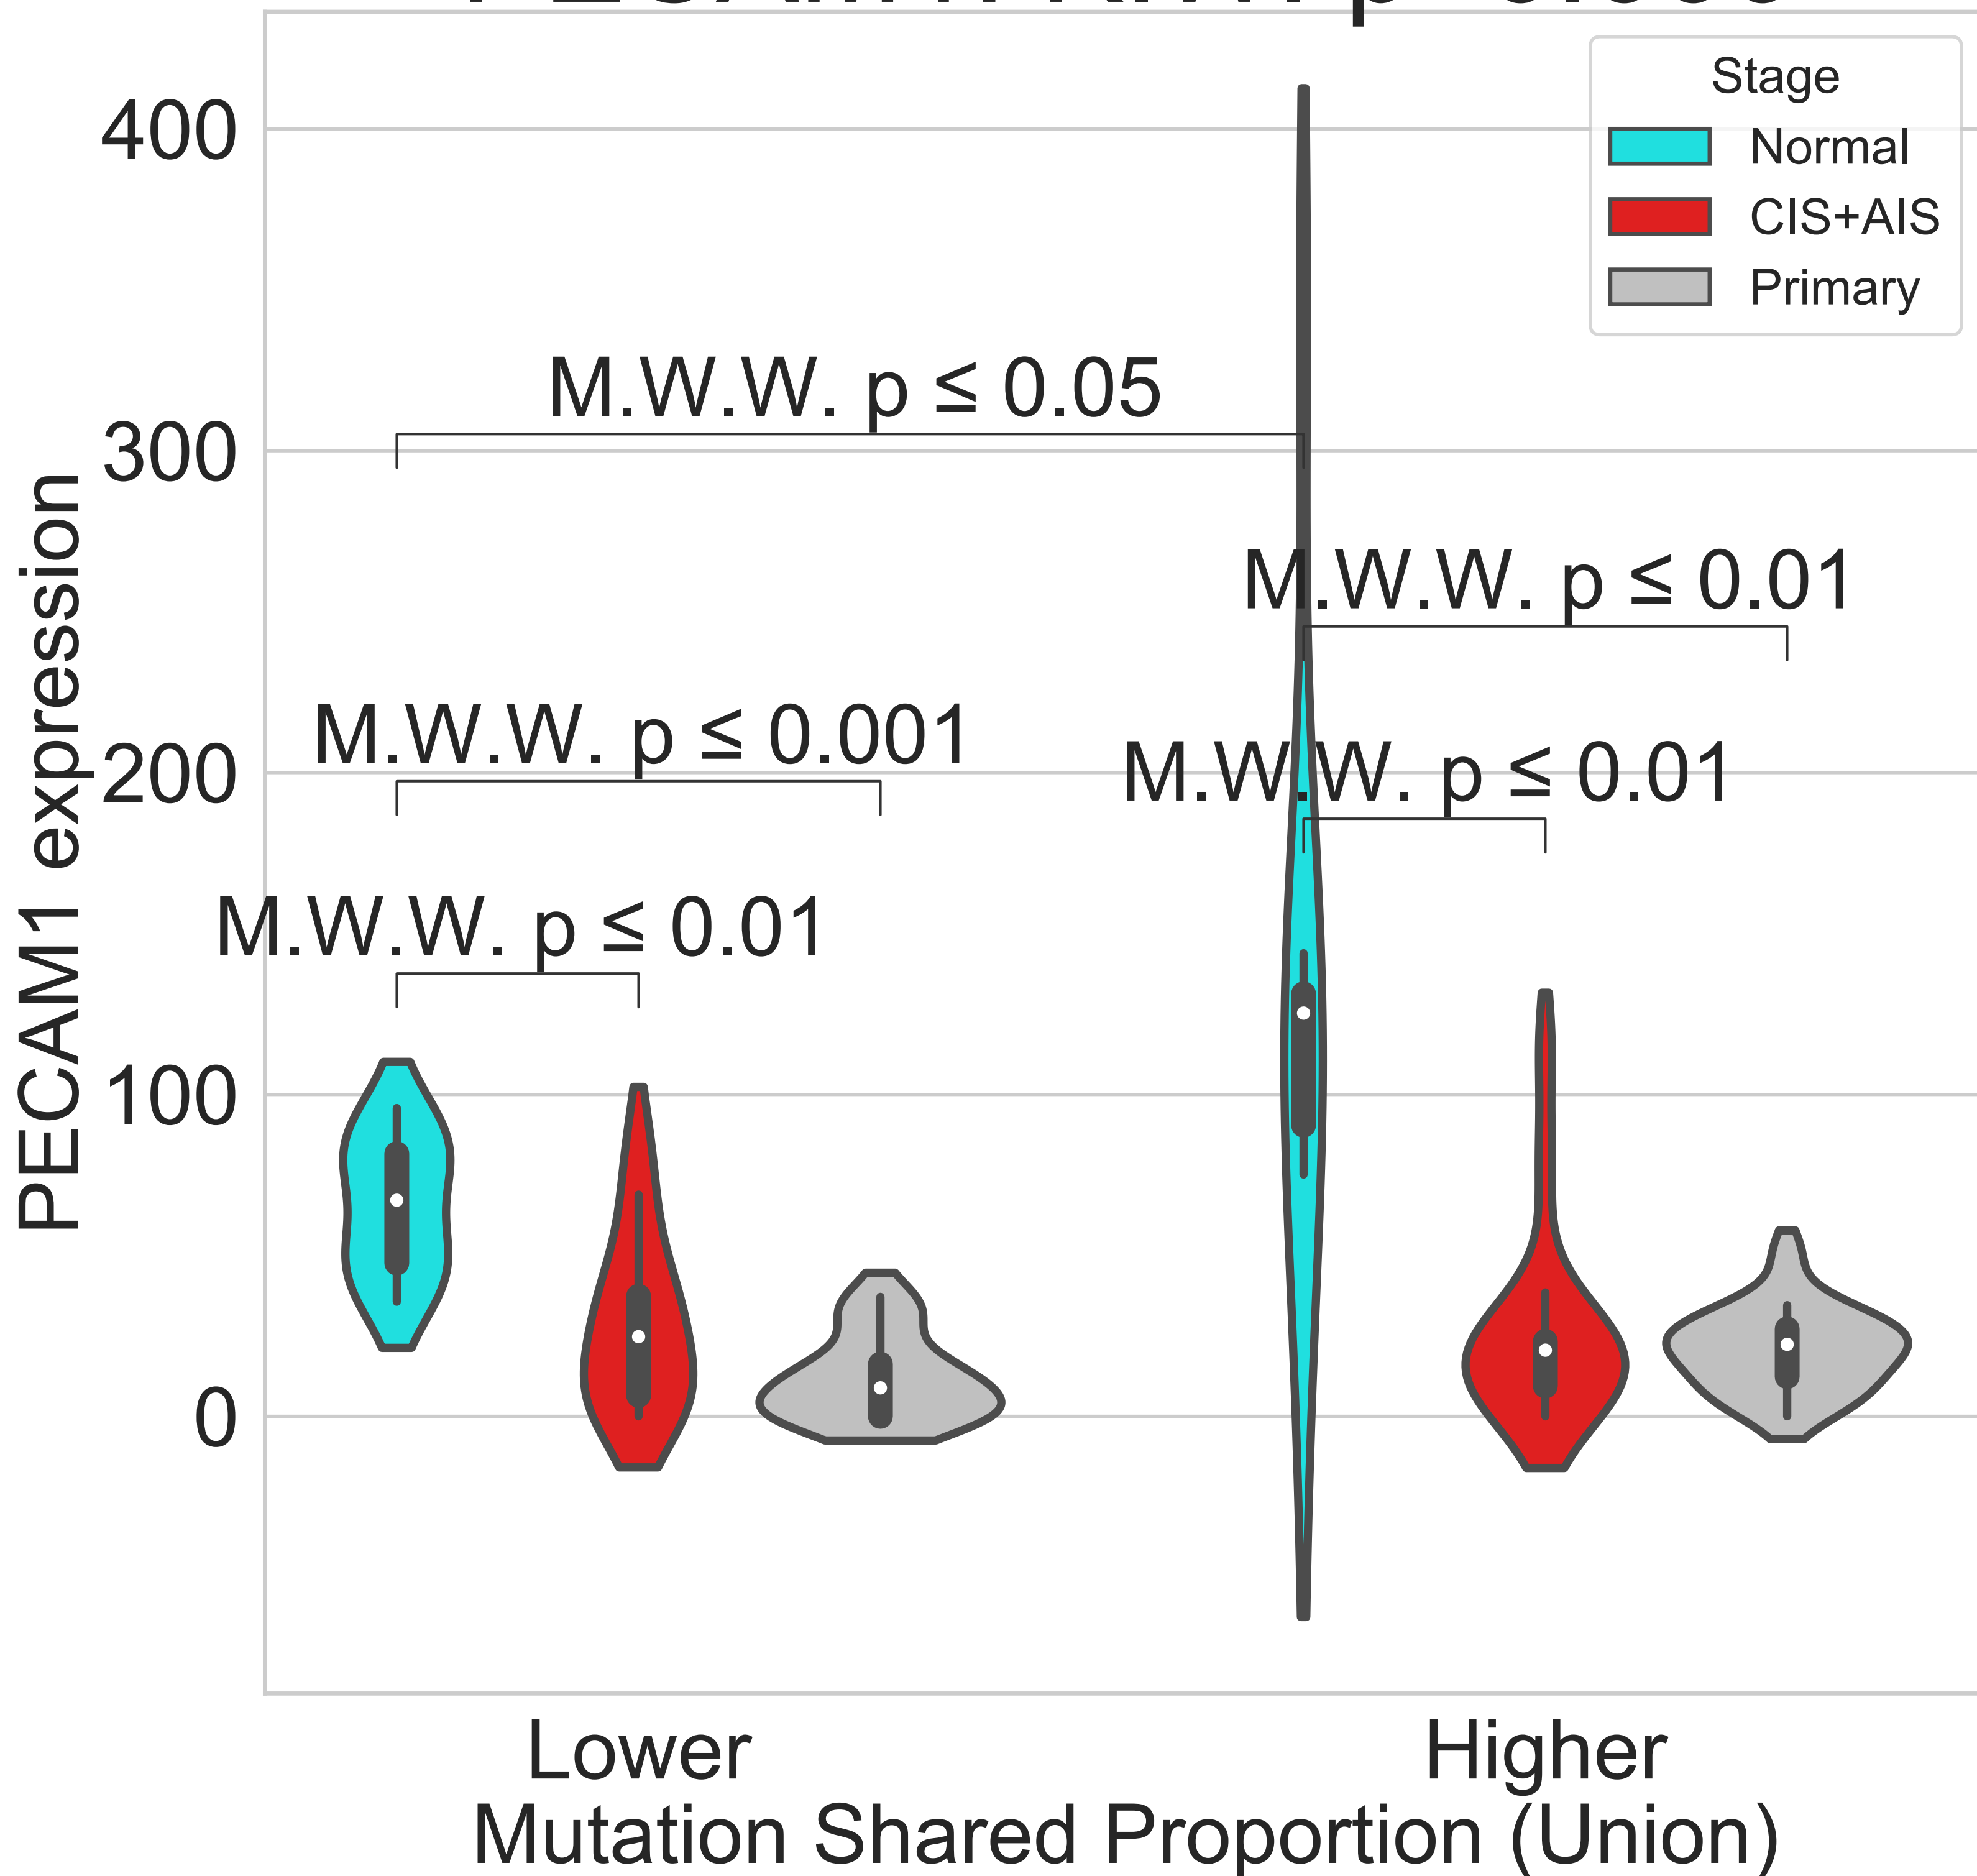 Stage
Normal
CIS+AIS
Primary
400
300
200
100
0
PECAM1 expression
M.W.W. p ≤ 0.05
M.W.W. p ≤ 0.01
M.W.W. p ≤ 0.001
M.W.W. p ≤ 0.01
M.W.W. p ≤ 0.01
Lower
Higher
Mutation Shared Proportion (Union)